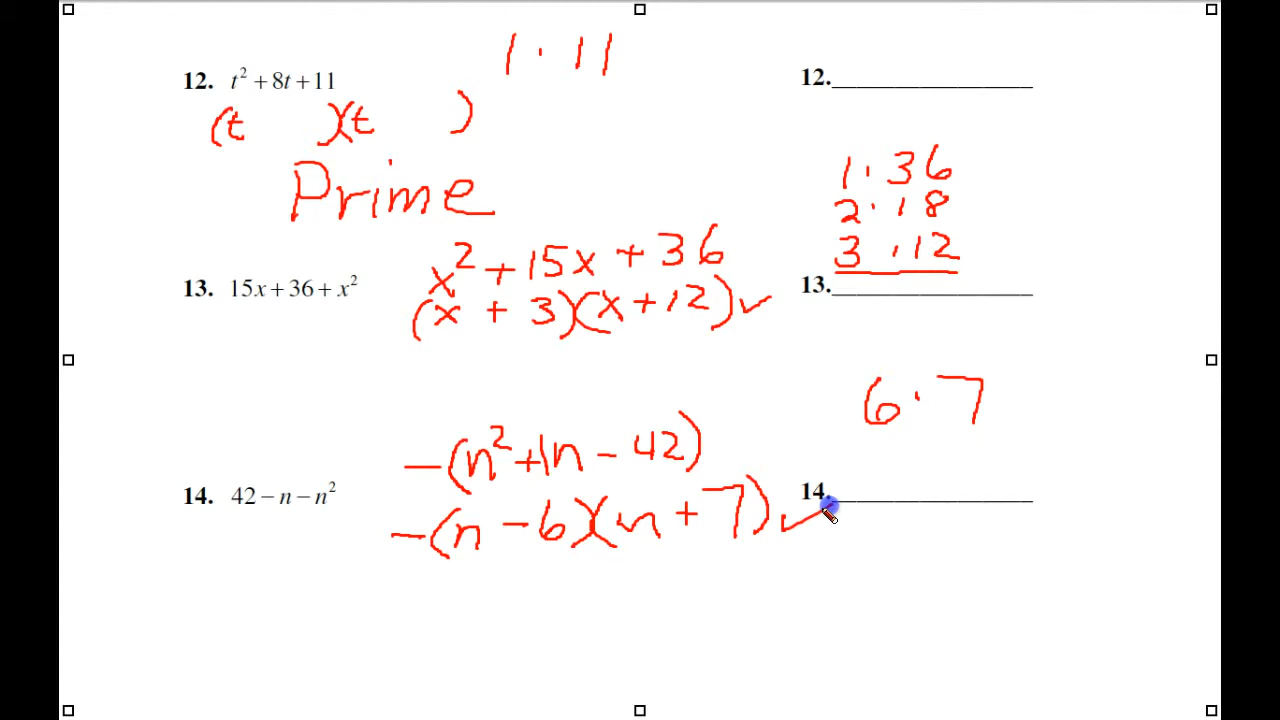 1 · 11
12. t² + 8t + 11
12.
(t )(t )
Prime
1 · 36
2 · 18
3 · 12
x² + 15x + 36
13. 15x + 36 + x²
13.
(x + 3)(x + 12) ✓
6 · 7
-(n² + 1n - 42)
14. 42 − n − n²
14.
-(n - 6)(n + 7) ✓